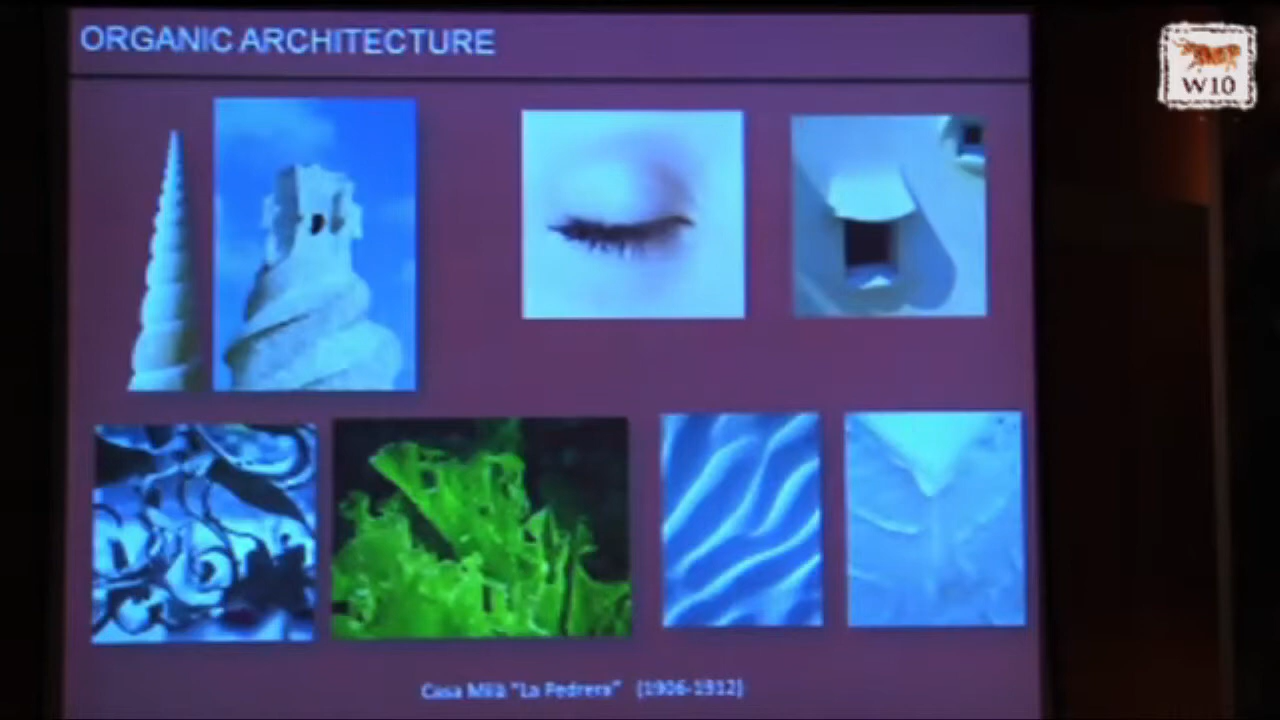 ORGANIC ARCHITECTURE
W10
Casa Milà "La Pedrera" (1906-1912)